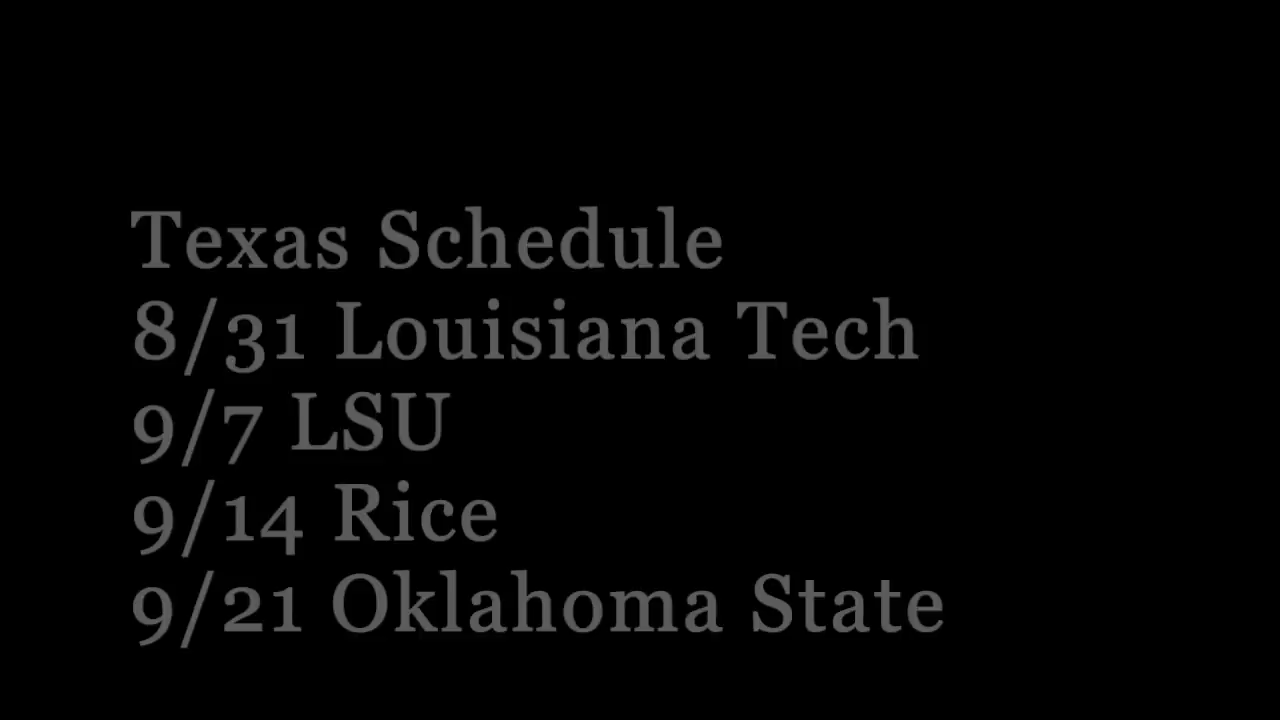 Texas Schedule
8/31 Louisiana Tech
9/7 LSU
9/14 Rice
9/21 Oklahoma State